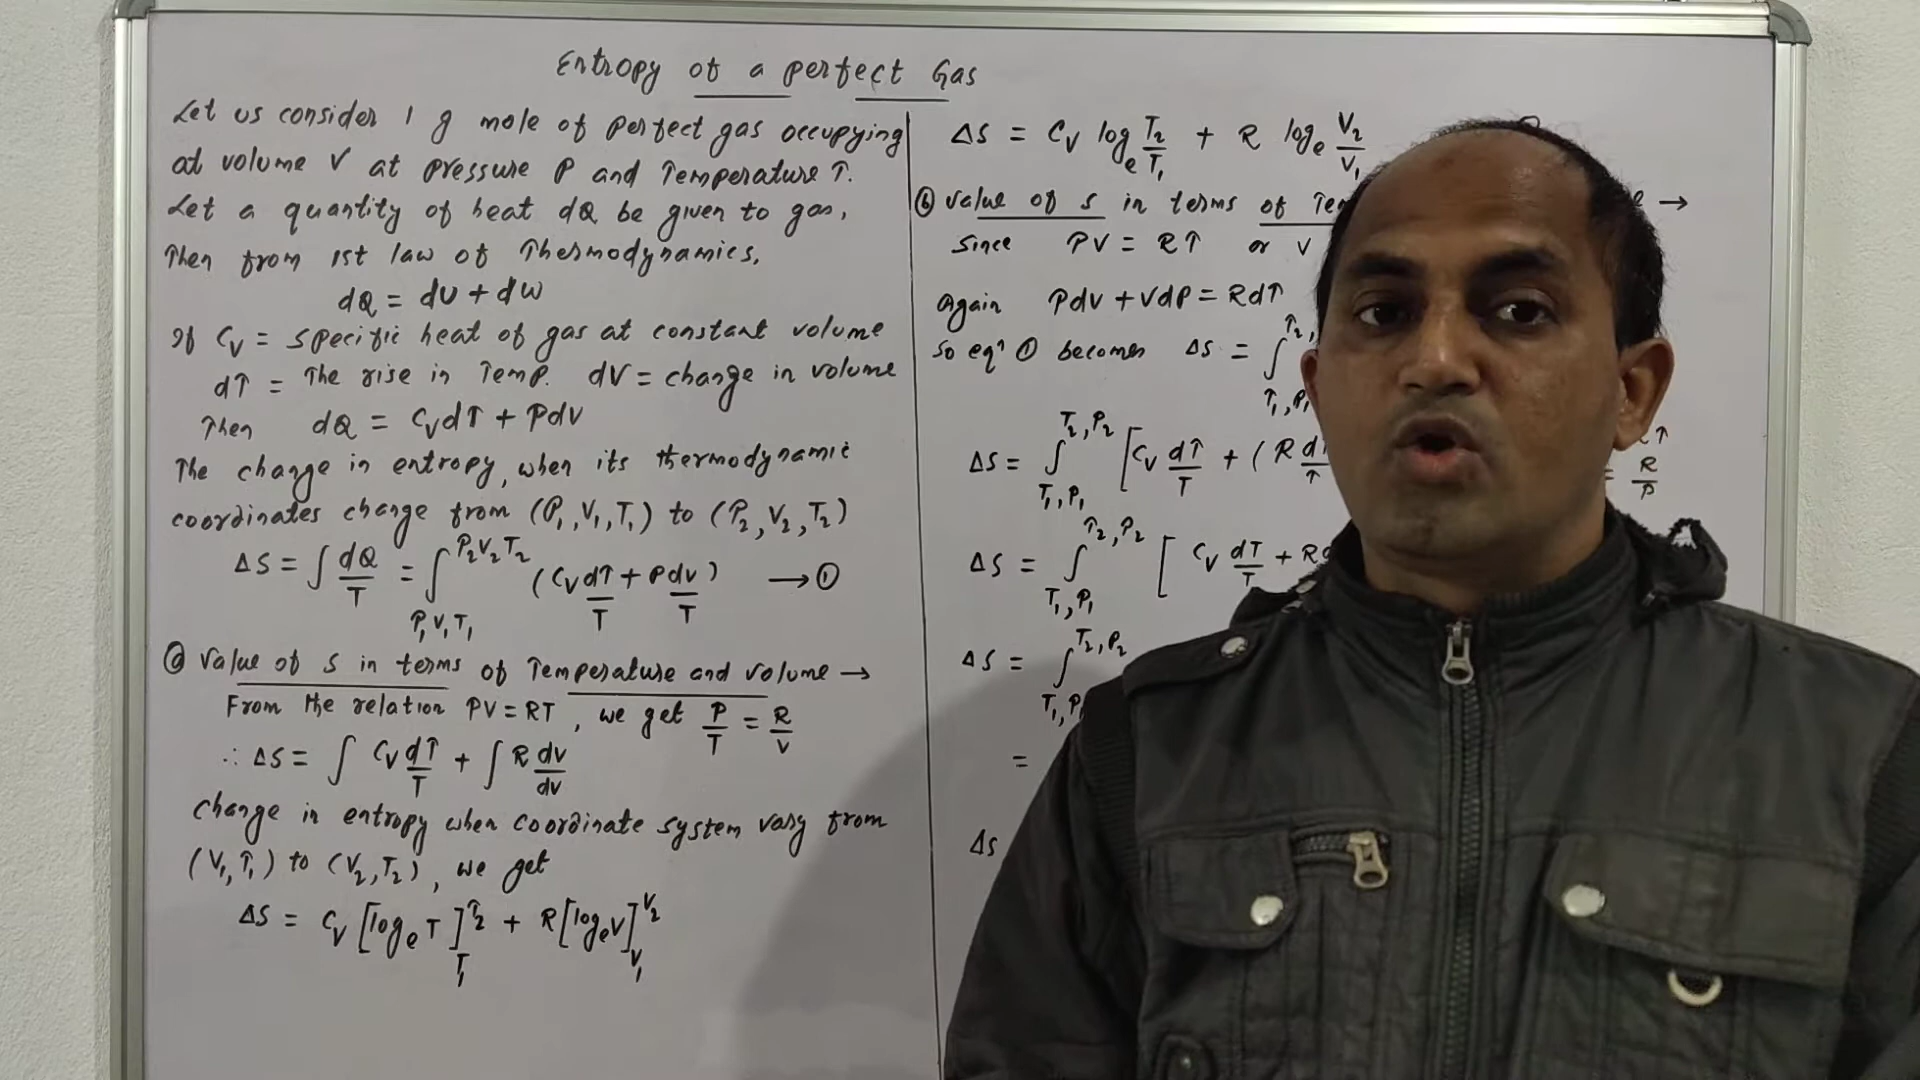 Entropy of a perfect Gas
Let us consider 1 g mole of perfect gas occupying
at volume V at pressure P and Temperature T.
Let a quantity of heat dQ be given to gas,
Then from 1st law of Thermodynamics,
dQ = dU + dW
If Cv = specific heat of gas at constant volume
dT = The rise in Temp. dV = change in volume
Then dQ = CvdT + PdV
The change in entropy, when its thermodynamic
coordinates change from (P₁, V₁, T₁) to (P₂, V₂, T₂)
ΔS = ∫ dQ/T = ∫ P₁V₁T₁ P₂V₂T₂ (CvdT/T + Pdv/T) → ①
ⓐ Value of S in terms of Temperature and volume →
From the relation PV = RT, we get P/T = R/V
∴ ΔS = ∫ Cv dT/T + ∫ R dv/dv
Change in entropy when coordinate system vary from
(V₁, T₁) to (V₂, T₂), we get
ΔS = Cv [logₑ T]T₁ T₂ + R [logₑ V]V₁ V₂
ΔS = Cv logₑ T₂/T₁ + R logₑ V₂/V₁
ⓑ Value of S in terms of →
Since PV = RT or V
Again PdV + VdP = RdT
So eqⁿ ① becomes ΔS = ∫ T₁, P₁ T₂,
ΔS = ∫ T₁, P₁ T₂, P₂ [Cv dT/T + (R = R/P
ΔS = ∫ T₁, P₁ T₂, P₂ [Cv dT/T +
ΔS = ∫ T₁, P₁ T₂, P₂
=
ΔS